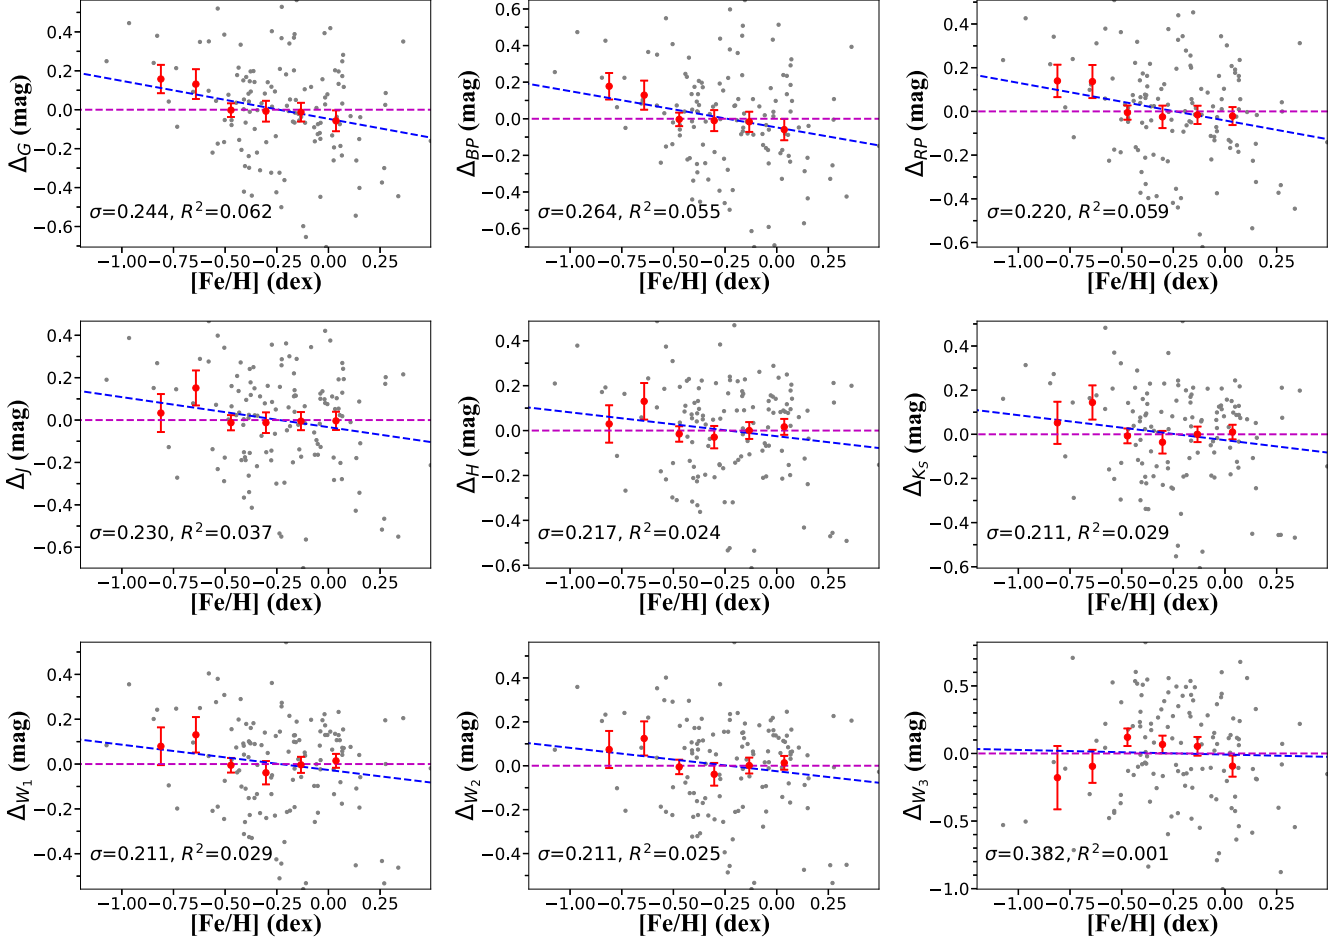 0.4
0.2
0.0
−0.2
−0.4
−0.6
Δ_G (mag)
σ=0.244, R²=0.062
−1.00 −0.75 −0.50 −0.25 0.00 0.25
[Fe/H] (dex)
0.6
0.4
0.2
0.0
−0.2
−0.4
−0.6
Δ_BP (mag)
σ=0.264, R²=0.055
−1.00 −0.75 −0.50 −0.25 0.00 0.25
[Fe/H] (dex)
0.4
0.2
0.0
−0.2
−0.4
−0.6
Δ_RP (mag)
σ=0.220, R²=0.059
−1.00 −0.75 −0.50 −0.25 0.00 0.25
[Fe/H] (dex)
0.4
0.2
0.0
−0.2
−0.4
−0.6
Δ_J (mag)
σ=0.230, R²=0.037
−1.00 −0.75 −0.50 −0.25 0.00 0.25
[Fe/H] (dex)
0.4
0.2
0.0
−0.2
−0.4
−0.6
Δ_H (mag)
σ=0.217, R²=0.024
−1.00 −0.75 −0.50 −0.25 0.00 0.25
[Fe/H] (dex)
0.4
0.2
0.0
−0.2
−0.4
−0.6
Δ_K_S (mag)
σ=0.211, R²=0.029
−1.00 −0.75 −0.50 −0.25 0.00 0.25
[Fe/H] (dex)
0.4
0.2
0.0
−0.2
−0.4
Δ_W₁ (mag)
σ=0.211, R²=0.029
−1.00 −0.75 −0.50 −0.25 0.00 0.25
[Fe/H] (dex)
0.4
0.2
0.0
−0.2
−0.4
Δ_W₂ (mag)
σ=0.211, R²=0.025
−1.00 −0.75 −0.50 −0.25 0.00 0.25
[Fe/H] (dex)
0.5
0.0
−0.5
−1.0
Δ_W₃ (mag)
σ=0.382, R²=0.001
−1.00 −0.75 −0.50 −0.25 0.00 0.25
[Fe/H] (dex)